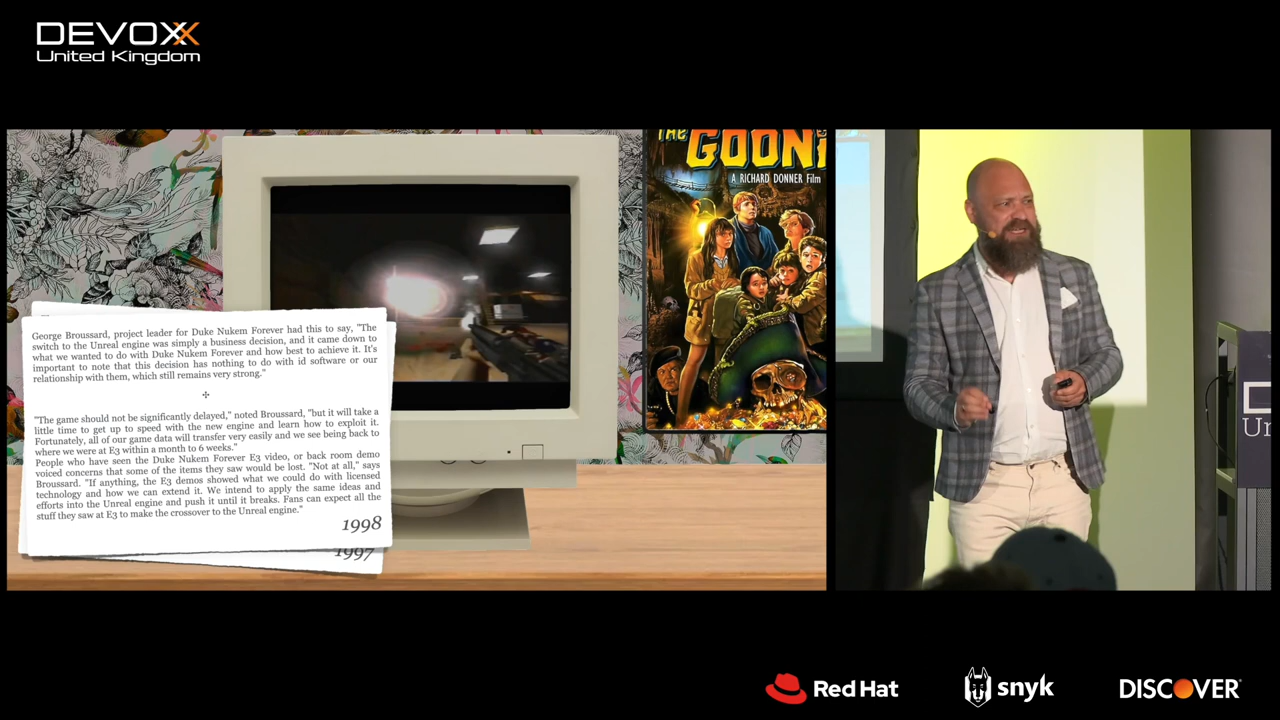 DEVOXX
United Kingdom
THE
GOONI
A RICHARD DONNER Film
George Broussard, project leader for Duke Nukem Forever had this to say, "The
switch to the Unreal engine was simply a business decision, and it came down to
what we wanted to do with Duke Nukem Forever and how best to achieve it. It's
important to note that this decision has nothing to do with id software or our
relationship with them, which still remains very strong."
"The game should not be significantly delayed," noted Broussard, "but it will take a
little time to get up to speed with the new engine and learn how to exploit it.
Fortunately, all of our game data will transfer very easily and we see being back to
where we were at E3 within a month to 6 weeks."
People who have seen the Duke Nukem Forever E3 video, or back room demo
voiced concerns that some of the items they saw would be lost. "Not at all," says
Broussard. "If anything, the E3 demos showed what we could do with licensed
technology and how we can extend it. We intend to apply the same ideas and
efforts into the Unreal engine and push it until it breaks. Fans can expect all the
stuff they saw at E3 to make the crossover to the Unreal engine."
1998
1997
D
Un
Red Hat
snyk
DISCOVER